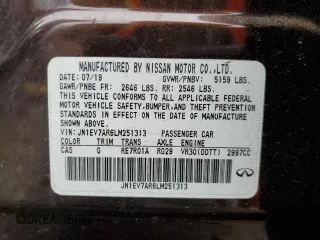 MANUFACTURED BY NISSAN MOTOR CO.,LTD.
DATE: 07/19 GVWR/PNBV: 5159 LBS.
GAWR/PNBE FR: 2646 LBS. RR: 2546 LBS.
THIS VEHICLE CONFORMS TO ALL APPLICABLE
FEDERAL MOTOR VEHICLE SAFETY,BUMPER,AND THEFT PREVENTION
STANDARDS IN EFFECT ON THE DATE OF MANUFACTURE
SHOWN ABOVE.
VIN:JN1EV7AR6LM251313 PASSENGER CAR
COLOR TRIM TRANS AXLE ENGINE
CAS G RE7R01A RG29 VR30(DDTT) 2997CC
JN1EV7AR6LM251313
INFINITI